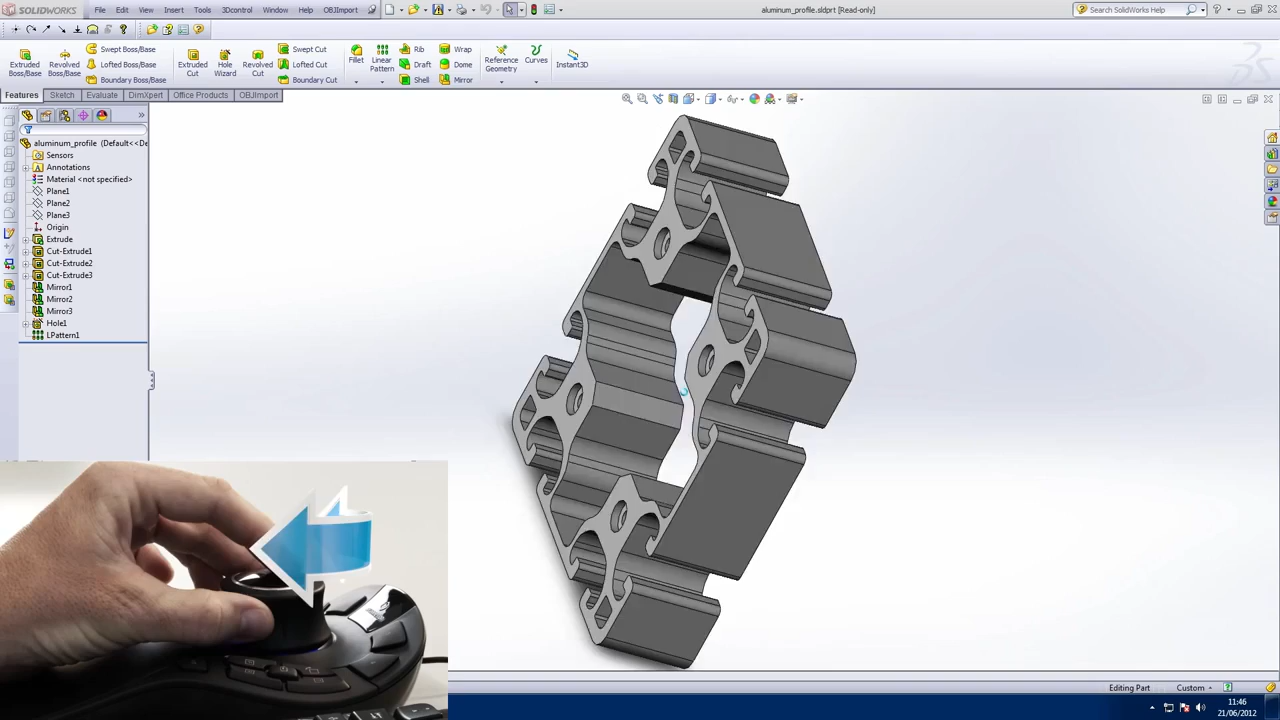 SOLIDWORKS File Edit View Insert Tools 3Dcontrol Window Help OBJImport
aluminum_profile.sldprt [Read-only]
Search SolidWorks Help
Extruded Boss/Base
Revolved Boss/Base
Swept Boss/Base
Lofted Boss/Base
Boundary Boss/Base
Extruded Cut
Hole Wizard
Revolved Cut
Swept Cut
Lofted Cut
Boundary Cut
Fillet
Linear Pattern
Rib
Draft
Shell
Wrap
Dome
Mirror
Reference Geometry
Curves
Instant3D
Features Sketch Evaluate DimXpert Office Products OBJImport
aluminum_profile (Default<<De
Sensors
Annotations
Material <not specified>
Plane1
Plane2
Plane3
Origin
Extrude
Cut-Extrude1
Cut-Extrude2
Cut-Extrude3
Mirror1
Mirror2
Mirror3
Hole1
LPattern1
Editing Part Custom
11:46
21/06/2012